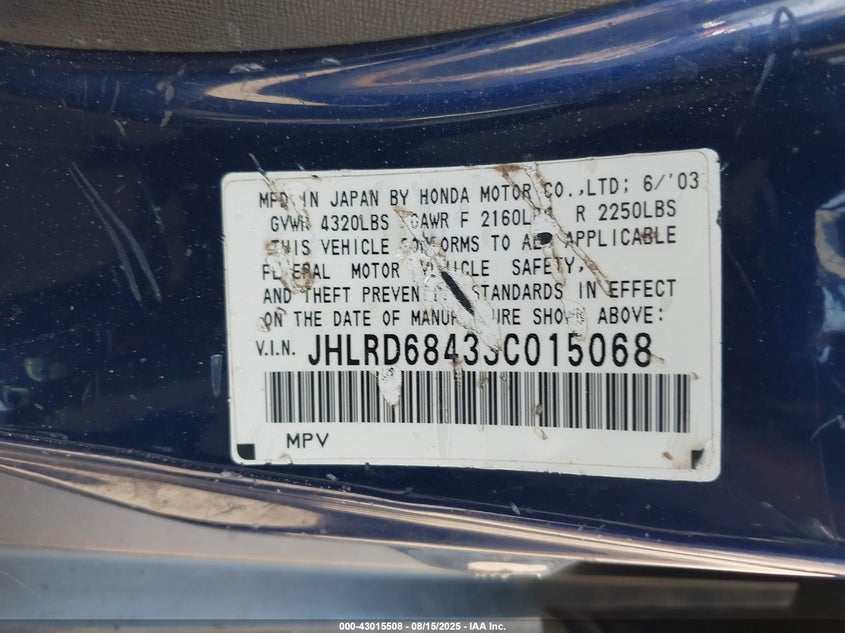 MFD. IN JAPAN BY HONDA MOTOR CO.,LTD; 6/'03
GVWR 4320LBS GAWR F 2160LBS R 2250LBS
THIS VEHICLE CONFORMS TO ALL APPLICABLE
FEDERAL MOTOR VEHICLE SAFETY,
AND THEFT PREVENTION STANDARDS IN EFFECT
ON THE DATE OF MANUFACTURE SHOWN ABOVE:
V.I.N. JHLRD68433C015068
MPV
000-43015508 - 08/15/2025 - IAA Inc.